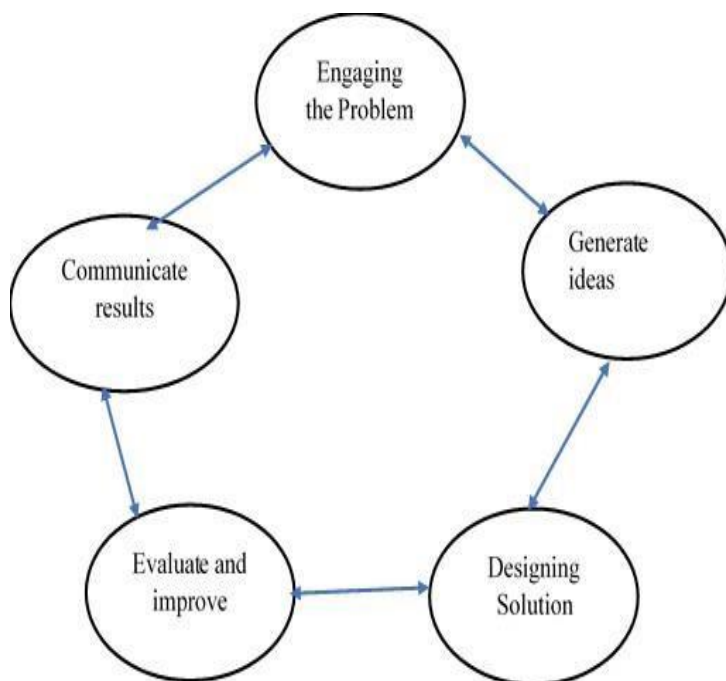 Engaging
the Problem
Generate
ideas
Designing
Solution
Evaluate and
improve
Communicate
results